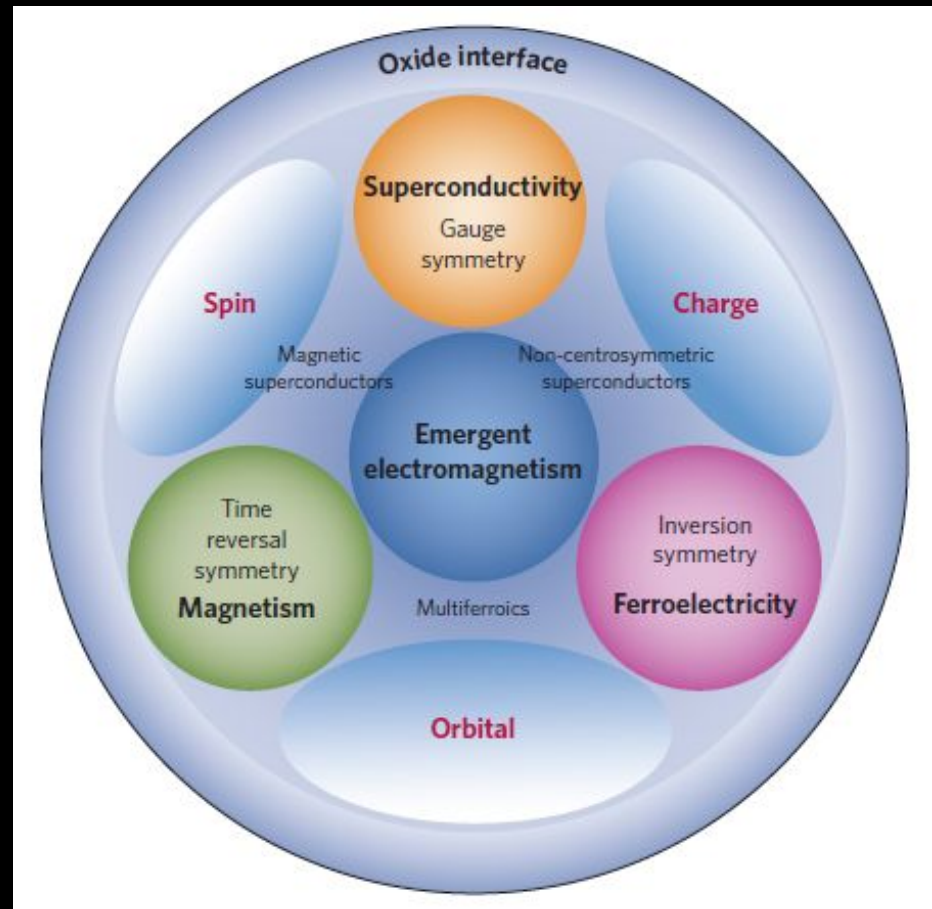 Oxide interface
Superconductivity
Gauge
symmetry
Spin
Charge
Magnetic
superconductors
Non-centrosymmetric
superconductors
Emergent
electromagnetism
Time
reversal
symmetry
Magnetism
Inversion
symmetry
Ferroelectricity
Multiferroics
Orbital